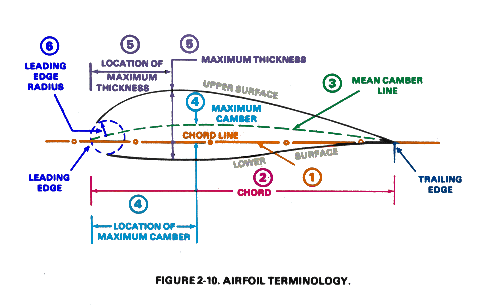 6
5
5
LEADING
EDGE
RADIUS
LOCATION OF
MAXIMUM
THICKNESS
MAXIMUM THICKNESS
UPPER SURFACE
3
MEAN CAMBER
LINE
4
MAXIMUM
CAMBER
CHORD LINE
LOWER SURFACE
LEADING
EDGE
2
1
CHORD
TRAILING
EDGE
4
LOCATION OF
MAXIMUM CAMBER
FIGURE 2-10. AIRFOIL TERMINOLOGY.